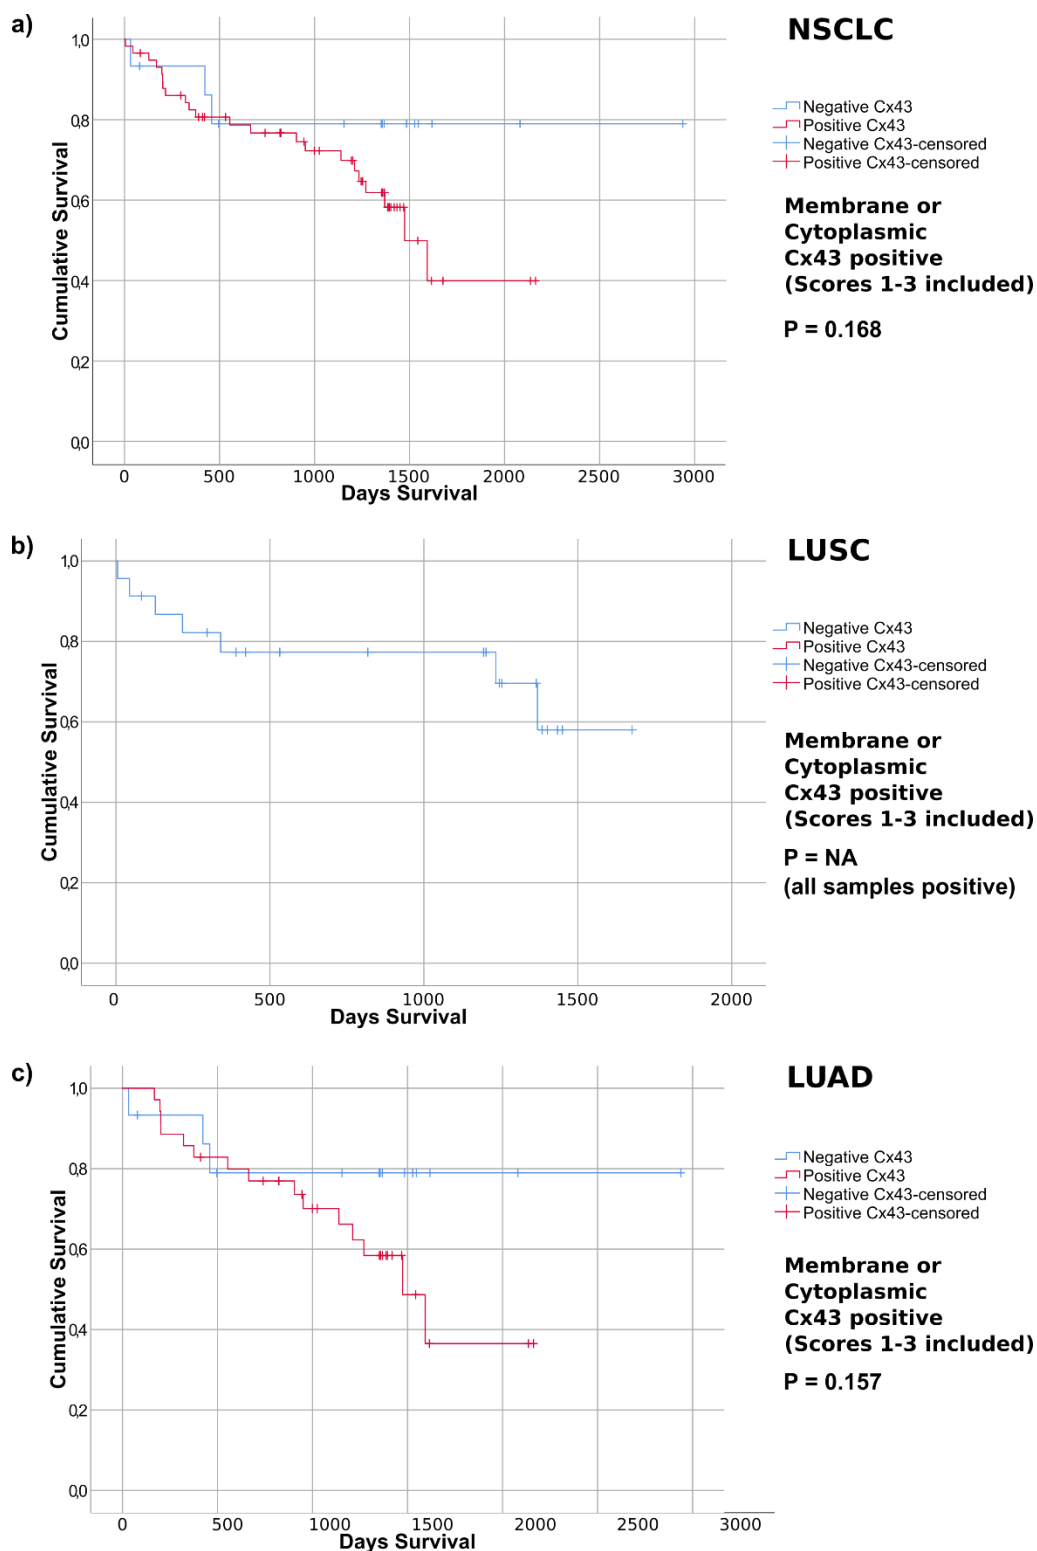 a)
NSCLC
1,0
0,8
0,6
0,4
0,2
0,0
Cumulative Survival
0 500 1000 1500 2000 2500 3000
Days Survival
Negative Cx43
Positive Cx43
Negative Cx43-censored
Positive Cx43-censored
Membrane or
Cytoplasmic
Cx43 positive
(Scores 1-3 included)
P = 0.168
b)
LUSC
1,0
0,8
0,6
0,4
0,2
0,0
Cumulative Survival
0 500 1000 1500 2000
Days Survival
Negative Cx43
Positive Cx43
Negative Cx43-censored
Positive Cx43-censored
Membrane or
Cytoplasmic
Cx43 positive
(Scores 1-3 included)
P = NA
(all samples positive)
c)
LUAD
1,0
0,8
0,6
0,4
0,2
0,0
Cumulative Survival
0 500 1000 1500 2000 2500 3000
Days Survival
Negative Cx43
Positive Cx43
Negative Cx43-censored
Positive Cx43-censored
Membrane or
Cytoplasmic
Cx43 positive
(Scores 1-3 included)
P = 0.157